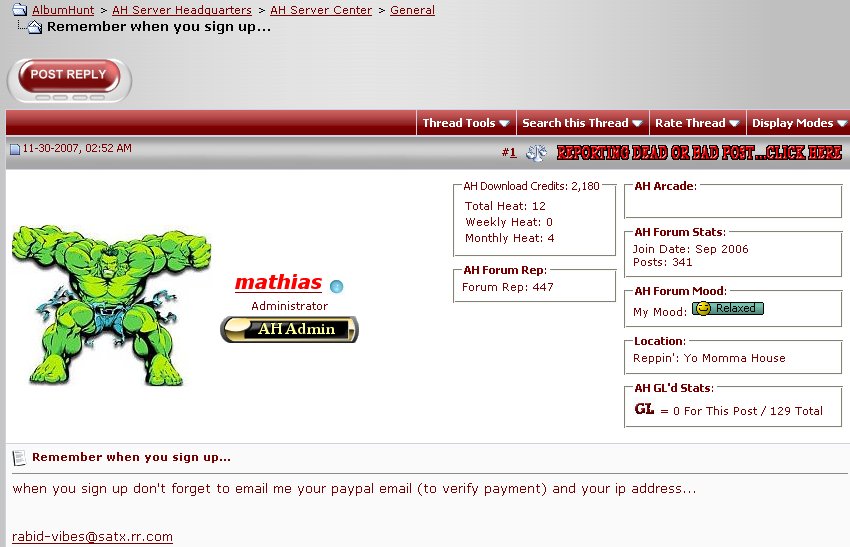 AlbumHunt > AH Server Headquarters > AH Server Center > General
Remember when you sign up...
POST REPLY
Thread Tools Search this Thread Rate Thread Display Modes
11-30-2007, 02:52 AM
#1 REPORTING DEAD OR BAD POST...CLICK HERE
mathias
Administrator
AH Admin
AH Download Credits: 2,180
Total Heat: 12
Weekly Heat: 0
Monthly Heat: 4
AH Forum Rep:
Forum Rep: 447
AH Arcade:
AH Forum Stats:
Join Date: Sep 2006
Posts: 341
AH Forum Mood:
My Mood: Relaxed
Location:
Reppin': Yo Momma House
AH GL'd Stats:
GL = 0 For This Post / 129 Total
Remember when you sign up...
when you sign up don't forget to email me your paypal email (to verify payment) and your ip address...
rabid-vibes@satx.rr.com